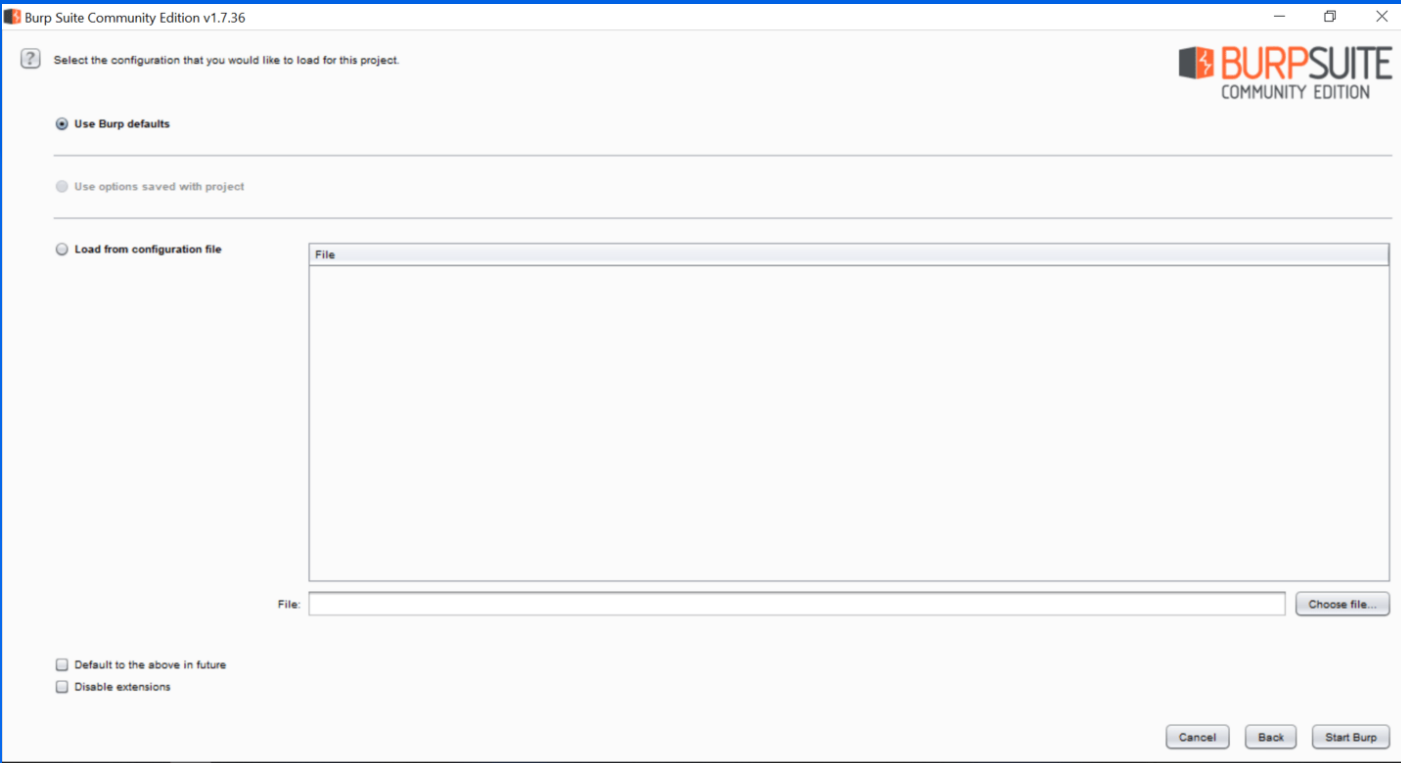 Burp Suite Community Edition v1.7.36
? Select the configuration that you would like to load for this project.
BURPSUITE
COMMUNITY EDITION
Use Burp defaults
Use options saved with project
Load from configuration file
File
File:
Choose file...
Default to the above in future
Disable extensions
Cancel Back Start Burp